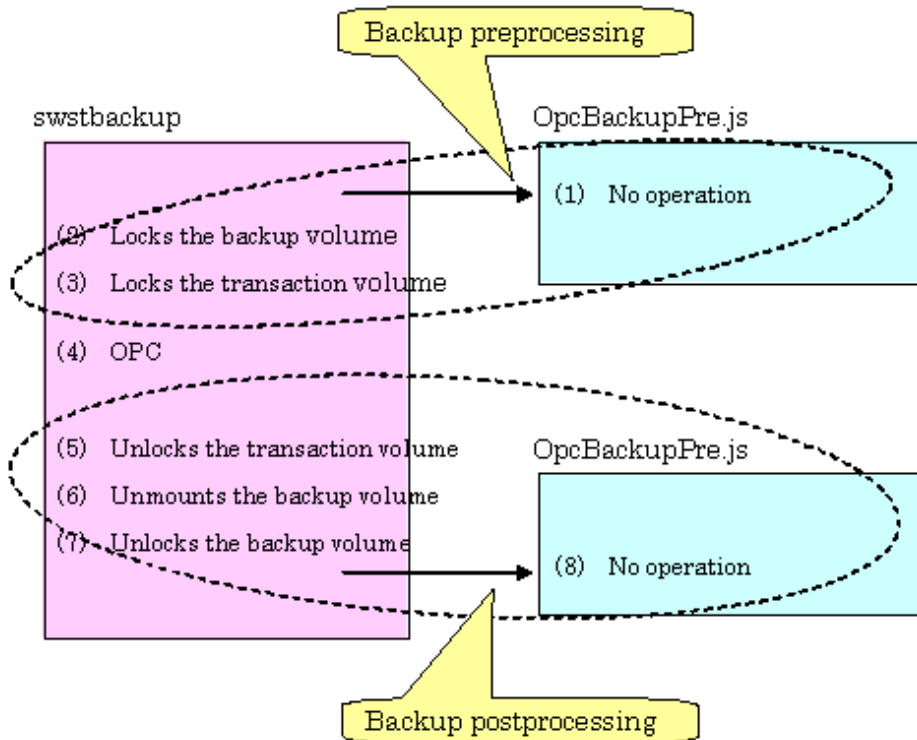 Backup preprocessing
swstbackup
OpcBackupPre.js
(1) No operation
(2) Locks the backup volume
(3) Locks the transaction volume
(4) OPC
(5) Unlocks the transaction volume
OpcBackupPre.js
(6) Unmounts the backup volume
(7) Unlocks the backup volume
(8) No operation
Backup postprocessing